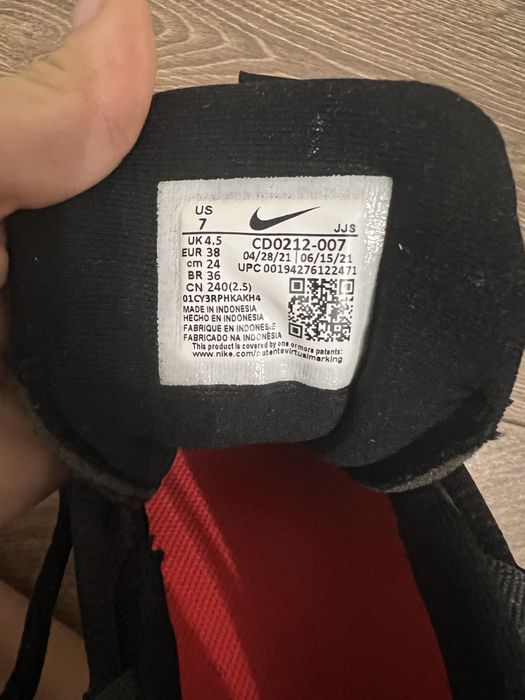 US
7
JJS
UK 4.5
EUR 38
cm 24
BR 36
CN 240(2.5)
CD0212-007
04/28/21 | 06/15/21
UPC 00194276122471
01CY3RPHKAKH4
MADE IN INDONESIA
HECHO EN INDONESIA
FABRIQUE EN INDONESIE
FABRICADO NA INDONÉSIA
This product is covered by one or more patents:
www.nike.com/patentsvirtualmarking